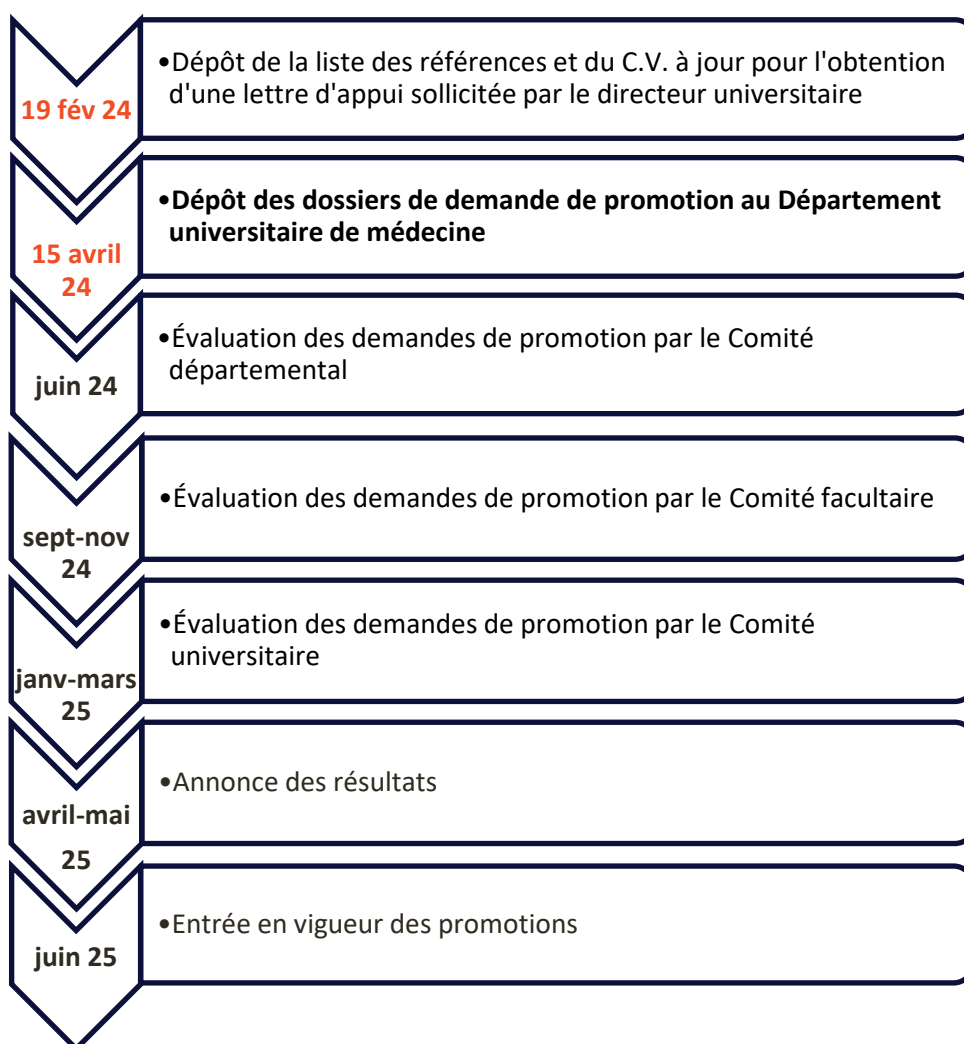 19 fév 24
•Dépôt de la liste des références et du C.V. à jour pour l'obtention
d'une lettre d'appui sollicitée par le directeur universitaire
15 avril
24
•Dépôt des dossiers de demande de promotion au Département
universitaire de médecine
juin 24
•Évaluation des demandes de promotion par le Comité
départemental
sept-nov
24
•Évaluation des demandes de promotion par le Comité facultaire
janv-mars
25
•Évaluation des demandes de promotion par le Comité
universitaire
avril-mai
25
•Annonce des résultats
juin 25
•Entrée en vigueur des promotions